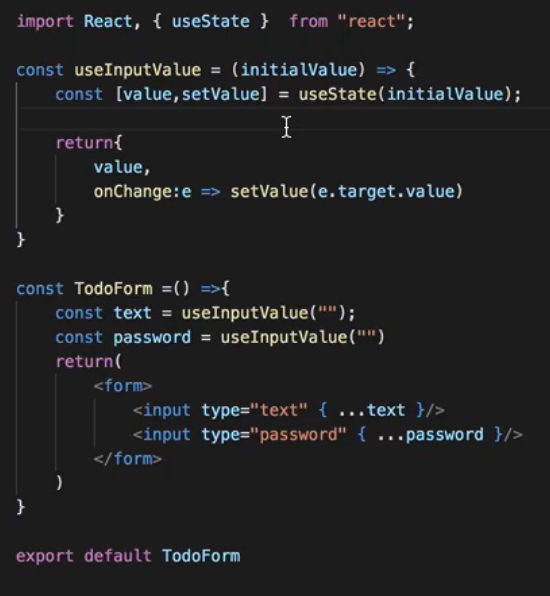 import React, { useState }  from "react";
const useInputValue = (initialValue) => {
const [value,setValue] = useState(initialValue);
return{
value,
onChange:e => setValue(e.target.value)
}
}
const TodoForm =() =>{
const text = useInputValue("");
const password = useInputValue("")
return(
<form>
<input type="text" { ...text }/>
<input type="password" { ...password }/>
</form>
)
}
export default TodoForm